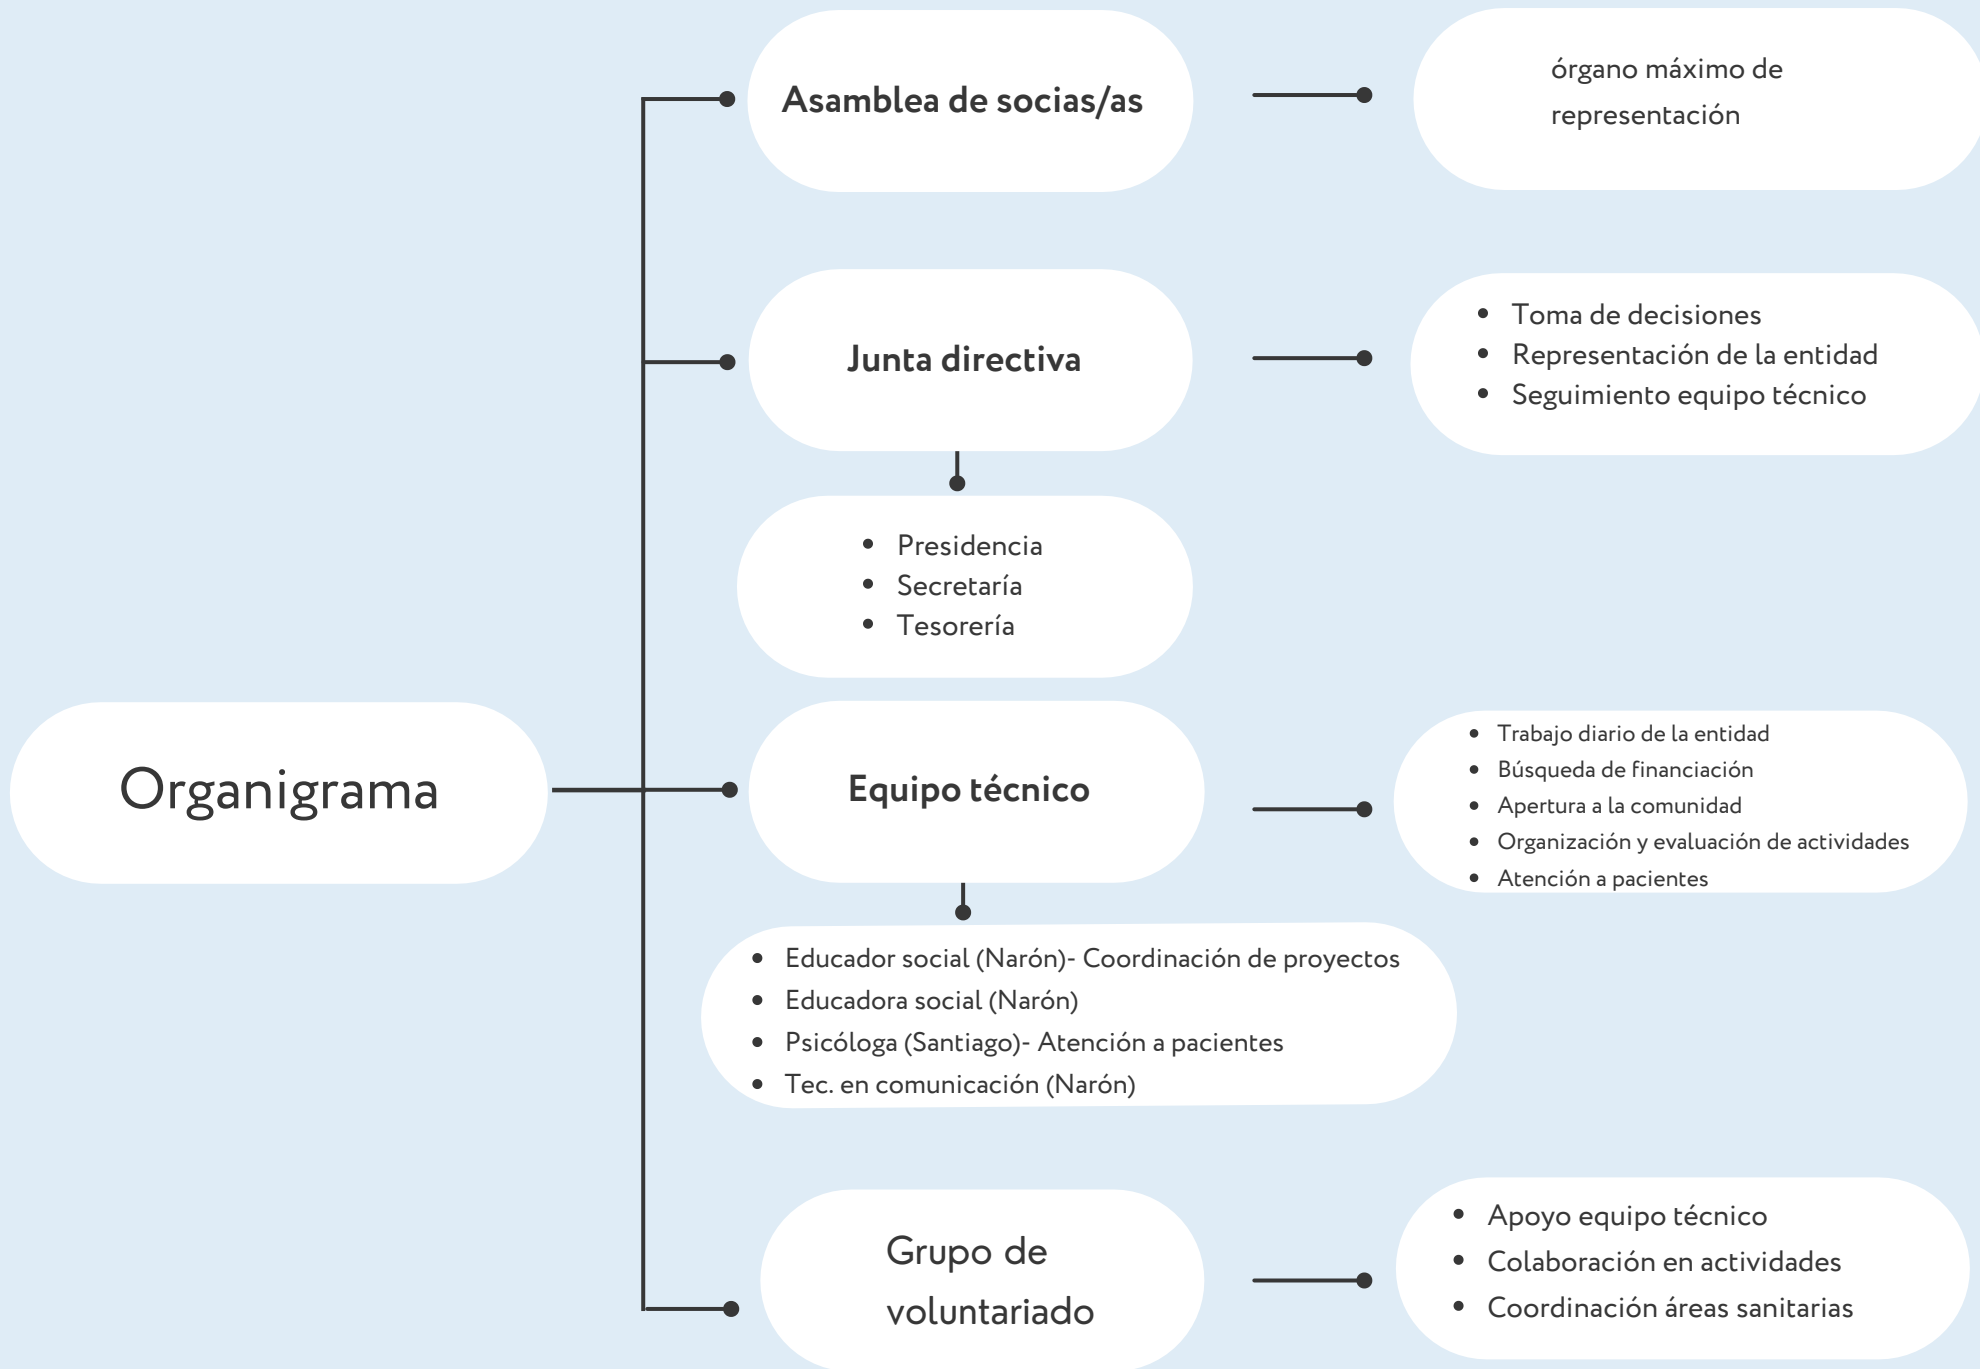 Organigrama
Asamblea de socias/as
órgano máximo de
representación
Junta directiva
• Toma de decisiones
• Representación de la entidad
• Seguimiento equipo técnico
• Presidencia
• Secretaría
• Tesorería
Equipo técnico
• Trabajo diario de la entidad
• Búsqueda de financiación
• Apertura a la comunidad
• Organización y evaluación de actividades
• Atención a pacientes
• Educador social (Narón)- Coordinación de proyectos
• Educadora social (Narón)
• Psicóloga (Santiago)- Atención a pacientes
• Tec. en comunicación (Narón)
Grupo de
voluntariado
• Apoyo equipo técnico
• Colaboración en actividades
• Coordinación áreas sanitarias